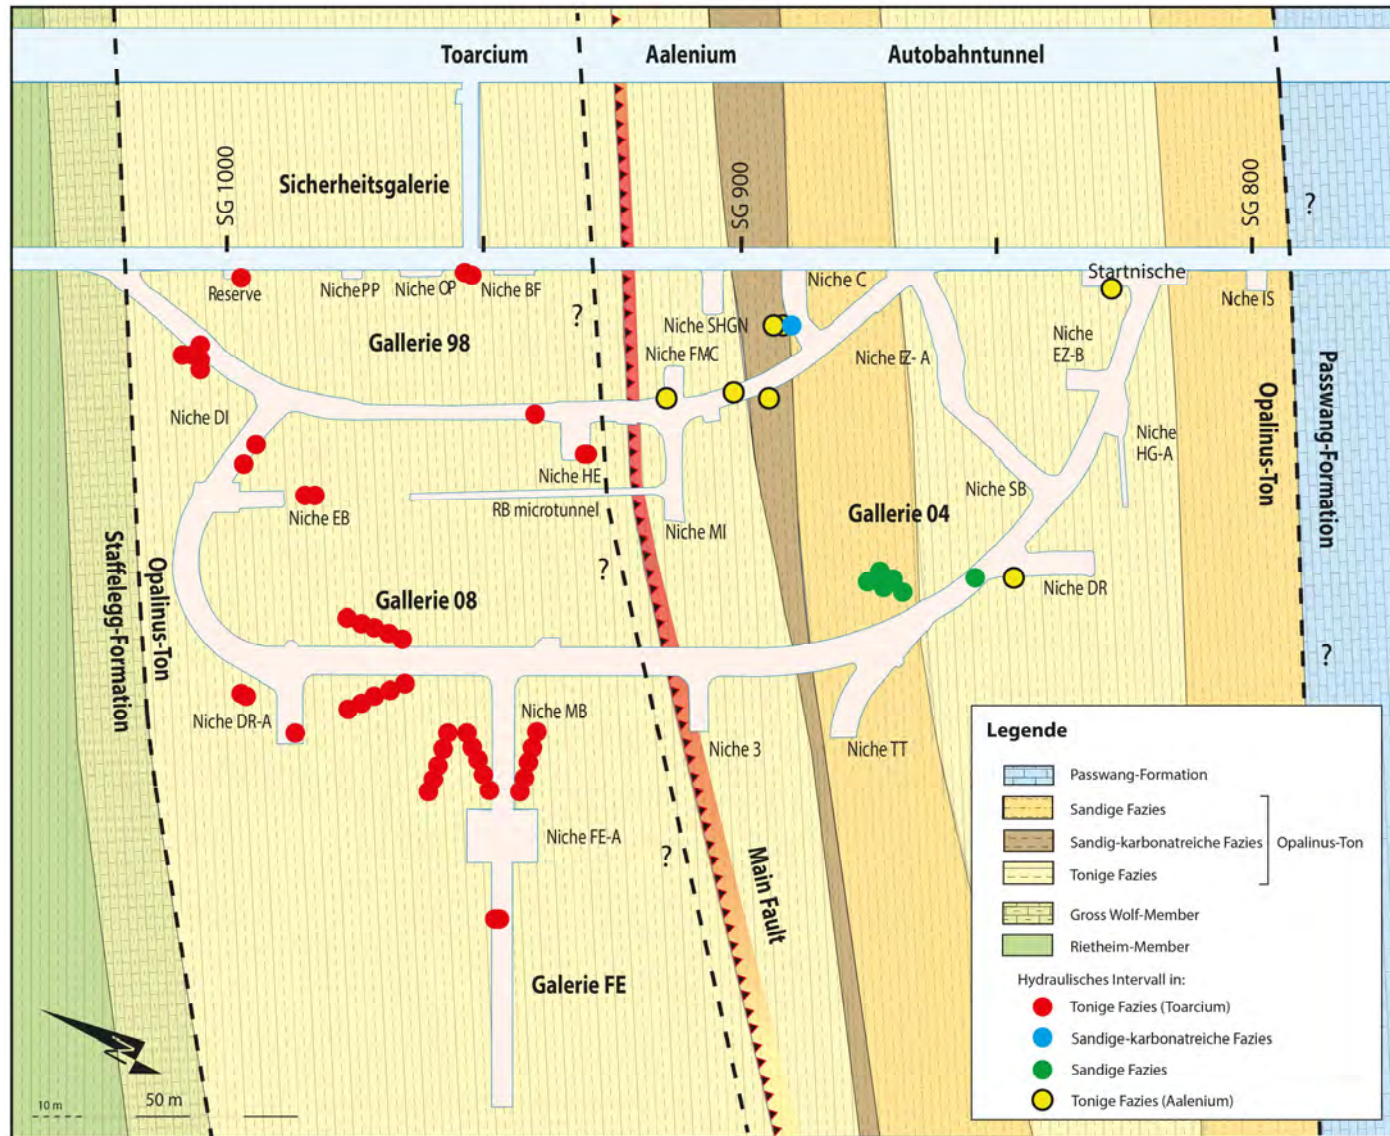 Toarcium
Aalenium
Autobahntunnel
SG 1000
Sicherheitsgalerie
SG 900
SG 800
?
Reserve
Niche PP
Niche OP
Niche BF
Niche C
Startnische
Niche IS
?
Gallerie 98
Niche SHGN
Niche FMC
Niche EZ-A
Niche
EZ-B
Niche DI
Niche
HG-A
Opalinus-Ton
Passwang-Formation
Niche HE
Niche SB
Niche EB
RB microtunnel
Niche MI
Gallerie 04
Staffelegg-Formation
Opalinus-Ton
?
Niche DR
Gallerie 08
?
Niche DR-A
Niche MB
Niche 3
Niche TT
Niche FE-A
?
Main Fault
Galerie FE
N
10 m
50 m
Legende
Passwang-Formation
Sandige Fazies
Sandig-karbonatreiche Fazies
Opalinus-Ton
Tonige Fazies
Gross Wolf-Member
Rietheim-Member
Hydraulisches Intervall in:
Tonige Fazies (Toarcium)
Sandige-karbonatreiche Fazies
Sandige Fazies
Tonige Fazies (Aalenium)